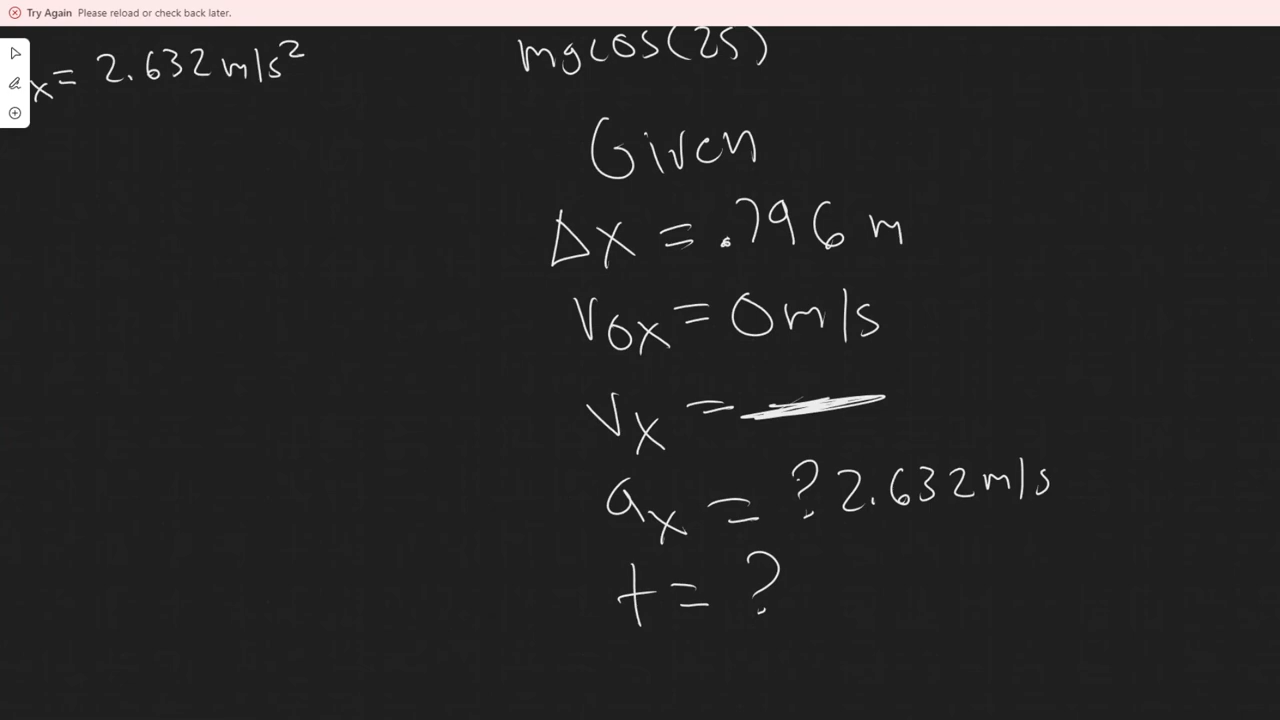 Try Again Please reload or check back later.
x = 2.632 m/s²
mgcos(25)
Given
Δx = .796 m
v0x = 0 m/s
vx =
ax = ? 2.632 m/s
t = ?